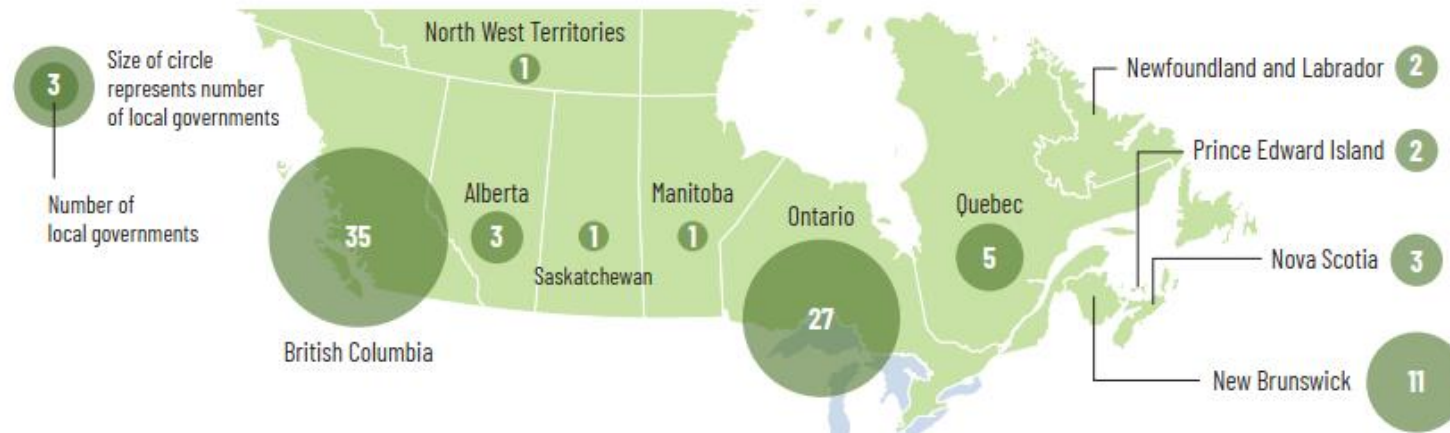 3
Size of circle
represents number
of local governments
Number of
local governments
North West Territories
1
35
British Columbia
Alberta
3
1
Saskatchewan
Manitoba
1
Ontario
27
Quebec
5
Newfoundland and Labrador 2
Prince Edward Island 2
Nova Scotia 3
New Brunswick 11